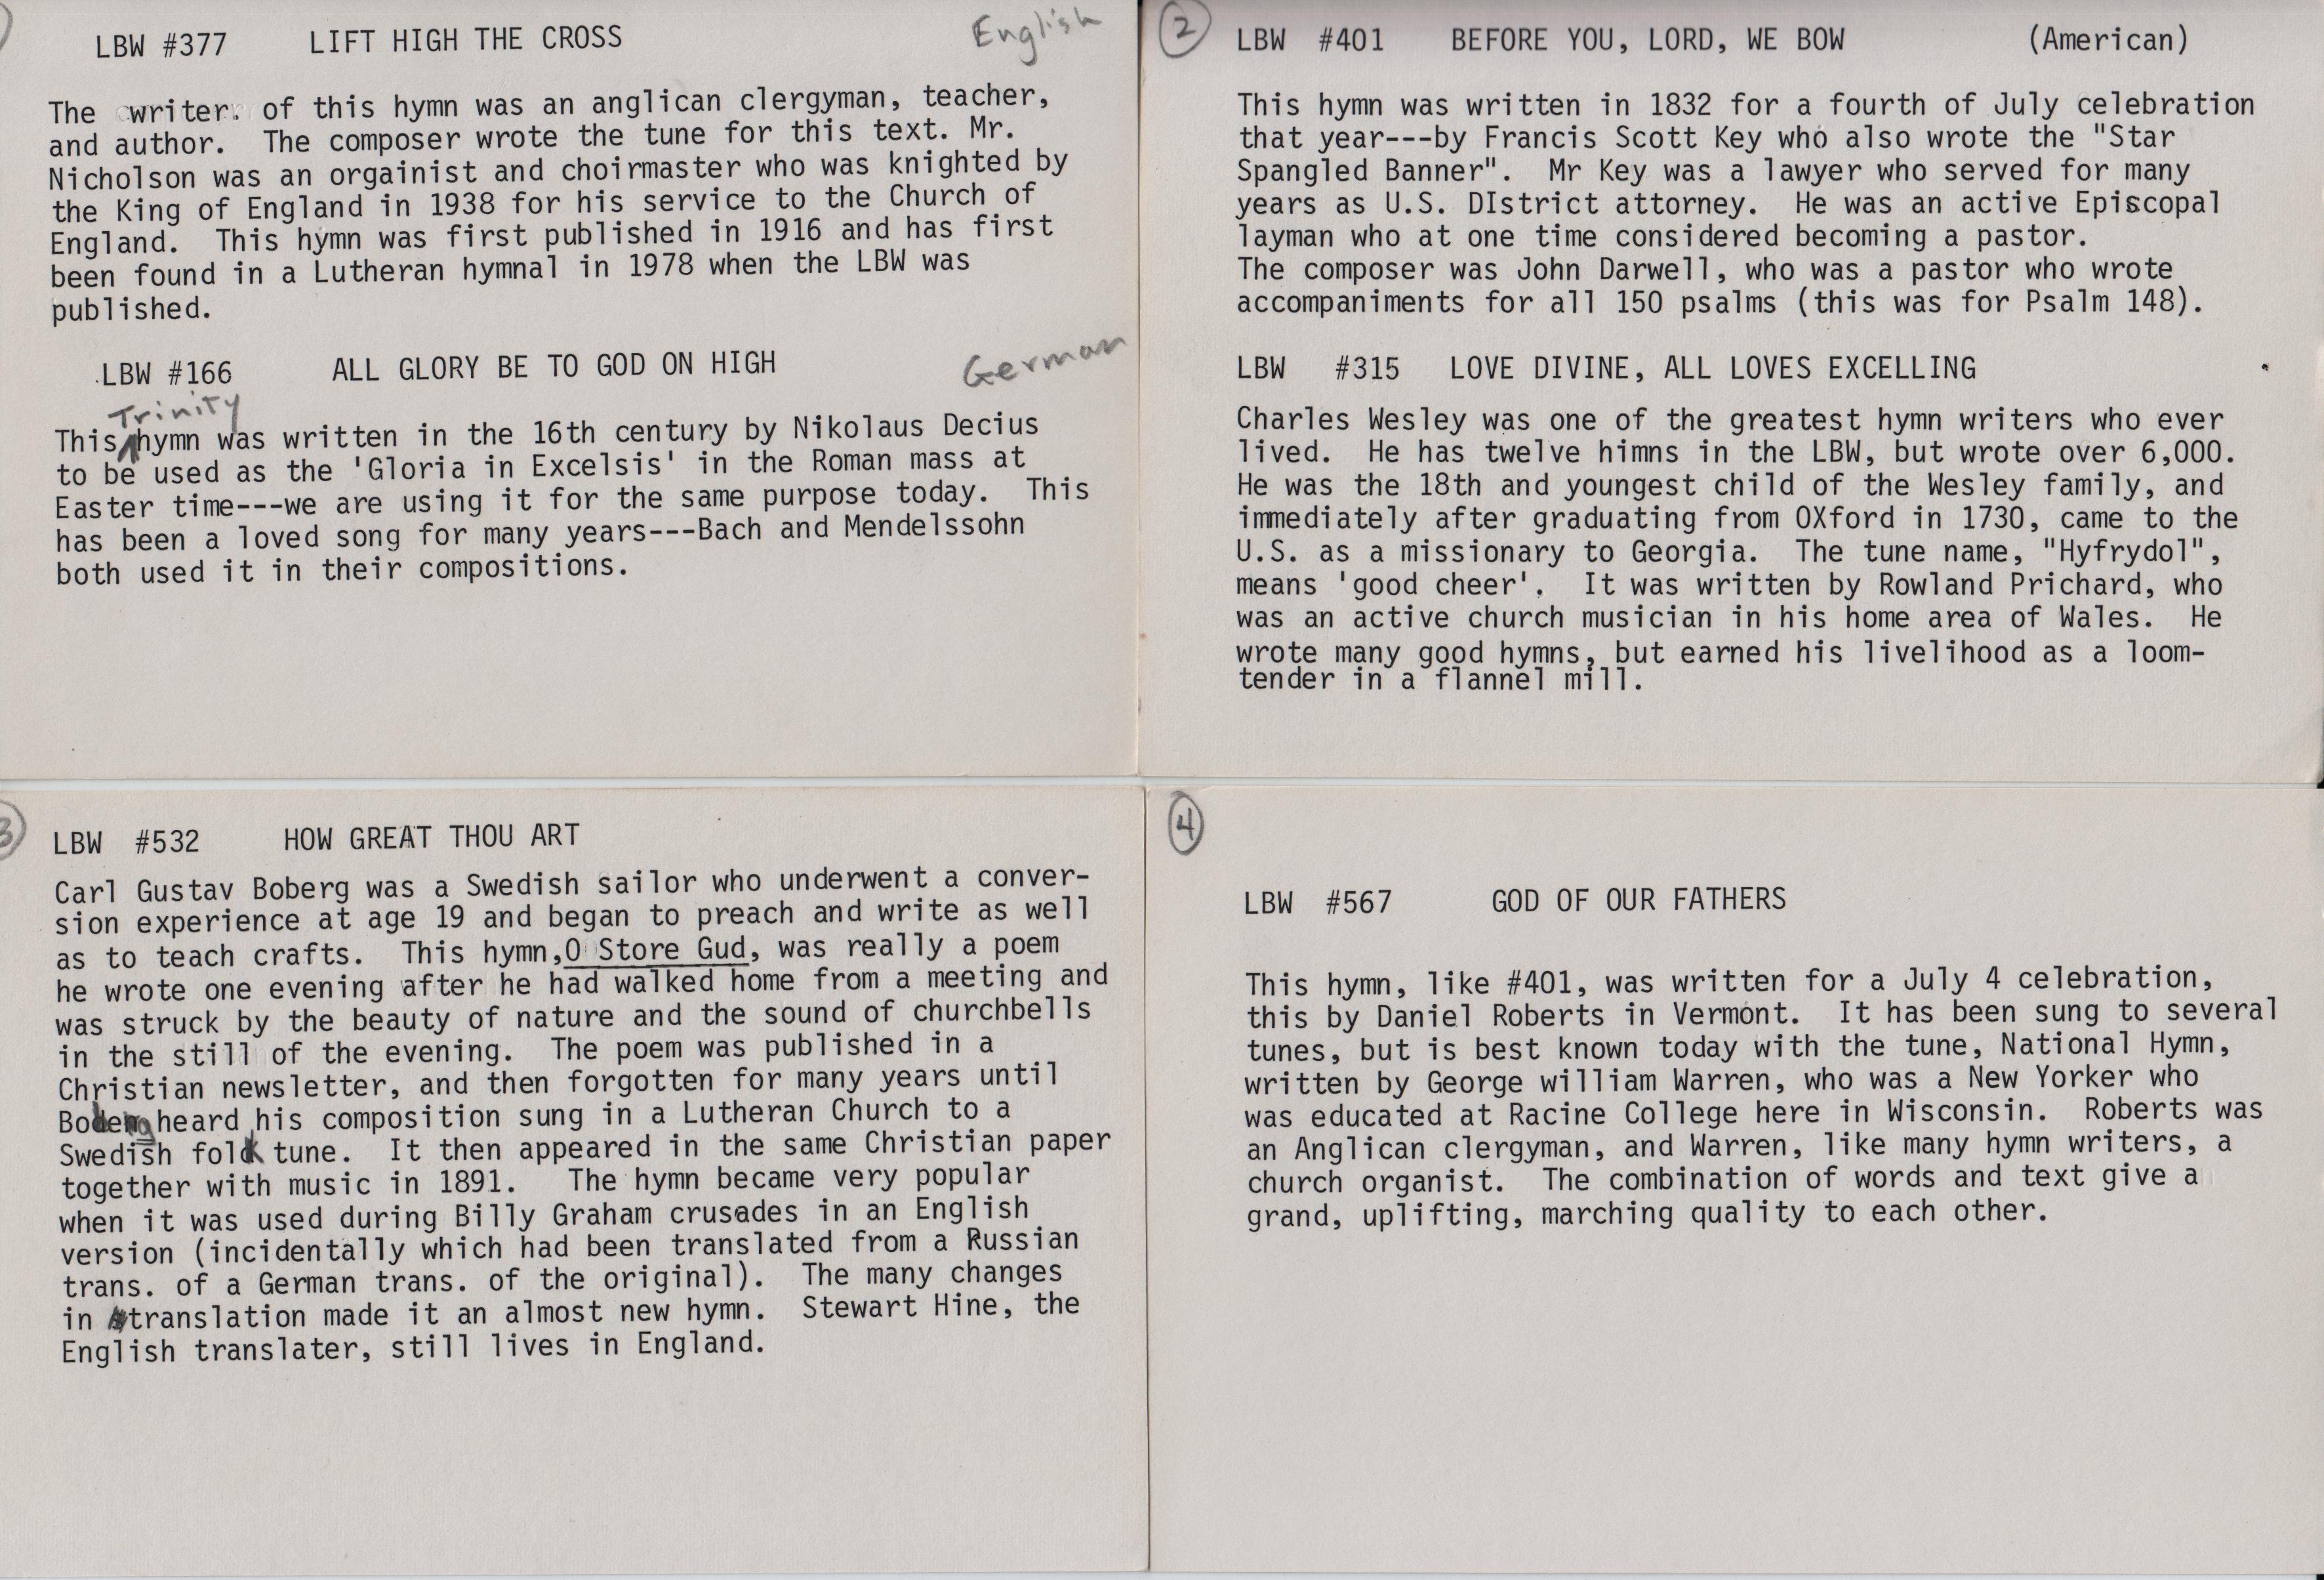 LBW #377 LIFT HIGH THE CROSS English
The writer. of this hymn was an anglican clergyman, teacher,
and author. The composer wrote the tune for this text. Mr.
Nicholson was an orgainist and choirmaster who was knighted by
the King of England in 1938 for his service to the Church of
England. This hymn was first published in 1916 and has first
been found in a Lutheran hymnal in 1978 when the LBW was
published.
LBW #166 ALL GLORY BE TO GOD ON HIGH German
Trinity
This hymn was written in the 16th century by Nikolaus Decius
to be used as the 'Gloria in Excelsis' in the Roman mass at
Easter time---we are using it for the same purpose today. This
has been a loved song for many years---Bach and Mendelssohn
both used it in their compositions.
2 LBW #401 BEFORE YOU, LORD, WE BOW (American)
This hymn was written in 1832 for a fourth of July celebration
that year---by Francis Scott Key who also wrote the "Star
Spangled Banner". Mr Key was a lawyer who served for many
years as U.S. DIstrict attorney. He was an active Episcopal
layman who at one time considered becoming a pastor.
The composer was John Darwell, who was a pastor who wrote
accompaniments for all 150 psalms (this was for Psalm 148).
LBW #315 LOVE DIVINE, ALL LOVES EXCELLING
Charles Wesley was one of the greatest hymn writers who ever
lived. He has twelve himns in the LBW, but wrote over 6,000.
He was the 18th and youngest child of the Wesley family, and
immediately after graduating from OXford in 1730, came to the
U.S. as a missionary to Georgia. The tune name, "Hyfrydol",
means 'good cheer'. It was written by Rowland Prichard, who
was an active church musician in his home area of Wales. He
wrote many good hymns, but earned his livelihood as a loom-
tender in a flannel mill.
3 LBW #532 HOW GREAT THOU ART
Carl Gustav Boberg was a Swedish sailor who underwent a conver-
sion experience at age 19 and began to preach and write as well
as to teach crafts. This hymn,O Store Gud, was really a poem
he wrote one evening after he had walked home from a meeting and
was struck by the beauty of nature and the sound of churchbells
in the still of the evening. The poem was published in a
Christian newsletter, and then forgotten for many years until
heard his composition sung in a Lutheran Church to a
Swedish folk tune. It then appeared in the same Christian paper
together with music in 1891. The hymn became very popular
when it was used during Billy Graham crusades in an English
version (incidentally which had been translated from a Russian
trans. of a German trans. of the original). The many changes
in translation made it an almost new hymn. Stewart Hine, the
English translater, still lives in England.
4
LBW #567 GOD OF OUR FATHERS
This hymn, like #401, was written for a July 4 celebration,
this by Daniel Roberts in Vermont. It has been sung to several
tunes, but is best known today with the tune, National Hymn,
written by George william Warren, who was a New Yorker who
was educated at Racine College here in Wisconsin. Roberts was
an Anglican clergyman, and Warren, like many hymn writers, a
church organist. The combination of words and text give a
grand, uplifting, marching quality to each other.